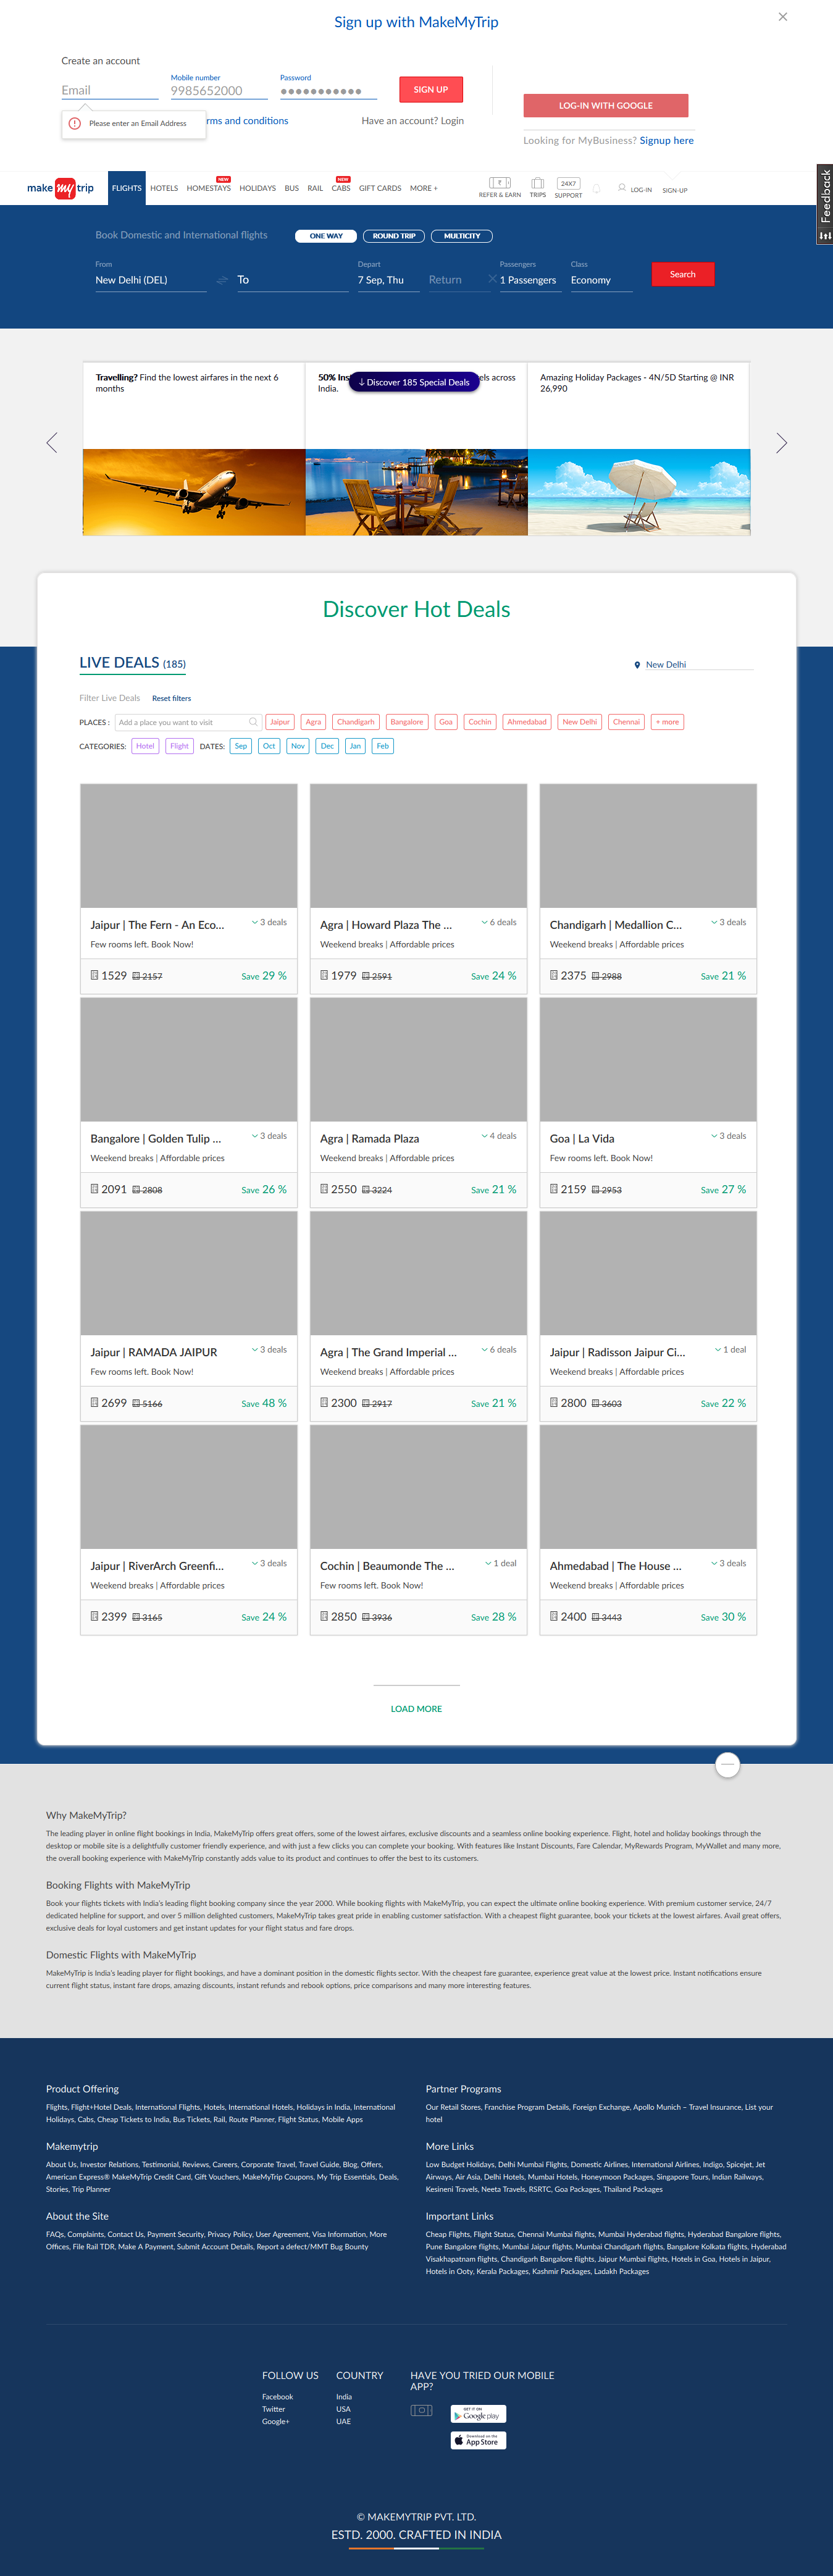 Sign up with MakeMyTrip
Create an account
Email
Mobile number
9985652000
Password
SIGN UP
LOG-IN WITH GOOGLE
Please enter an Email Address
rms and conditions
Have an account? Login
Looking for MyBusiness? Signup here
Feedback
make my trip
FLIGHTS
HOTELS
NEW
HOMESTAYS
HOLIDAYS
BUS
RAIL
NEW
CABS
GIFT CARDS
MORE +
REFER & EARN
TRIPS
24X7
SUPPORT
LOG-IN
SIGN-UP
Book Domestic and International flights
ONE WAY
ROUND TRIP
MULTICITY
From
New Delhi (DEL)
To
Depart
7 Sep, Thu
Return
Passengers
1 Passengers
Class
Economy
Search
Travelling? Find the lowest airfares in the next 6
months
50% Ins
els across
India.
Discover 185 Special Deals
Amazing Holiday Packages - 4N/5D Starting @ INR
26,990
Discover Hot Deals
LIVE DEALS (185)
New Delhi
Filter Live Deals Reset filters
PLACES : Add a place you want to visit Jaipur Agra Chandigarh Bangalore Goa Cochin Ahmedabad New Delhi Chennai + more
CATEGORIES: Hotel Flight DATES: Sep Oct Nov Dec Jan Feb
Jaipur | The Fern - An Eco... 3 deals
Few rooms left. Book Now!
1529 2157 Save 29 %
Agra | Howard Plaza The ... 6 deals
Weekend breaks | Affordable prices
1979 2591 Save 24 %
Chandigarh | Medallion C... 3 deals
Weekend breaks | Affordable prices
2375 2988 Save 21 %
Bangalore | Golden Tulip ... 3 deals
Weekend breaks | Affordable prices
2091 2808 Save 26 %
Agra | Ramada Plaza 4 deals
Weekend breaks | Affordable prices
2550 3224 Save 21 %
Goa | La Vida 3 deals
Few rooms left. Book Now!
2159 2953 Save 27 %
Jaipur | RAMADA JAIPUR 3 deals
Few rooms left. Book Now!
2699 5166 Save 48 %
Agra | The Grand Imperial ... 6 deals
Weekend breaks | Affordable prices
2300 2917 Save 21 %
Jaipur | Radisson Jaipur Ci... 1 deal
Weekend breaks | Affordable prices
2800 3603 Save 22 %
Jaipur | RiverArch Greenfi... 3 deals
Weekend breaks | Affordable prices
2399 3165 Save 24 %
Cochin | Beaumonde The ... 1 deal
Few rooms left. Book Now!
2850 3936 Save 28 %
Ahmedabad | The House ... 3 deals
Weekend breaks | Affordable prices
2400 3443 Save 30 %
LOAD MORE
Why MakeMyTrip?
The leading player in online flight bookings in India, MakeMyTrip offers great offers, some of the lowest airfares, exclusive discounts and a seamless online booking experience. Flight, hotel and holiday bookings through the
desktop or mobile site is a delightfully customer friendly experience, and with just a few clicks you can complete your booking. With features like Instant Discounts, Fare Calendar, MyRewards Program, MyWallet and many more,
the overall booking experience with MakeMyTrip constantly adds value to its product and continues to offer the best to its customers.
Booking Flights with MakeMyTrip
Book your flights tickets with India's leading flight booking company since the year 2000. While booking flights with MakeMyTrip, you can expect the ultimate online booking experience. With premium customer service, 24/7
dedicated helpline for support, and over 5 million delighted customers, MakeMyTrip takes great pride in enabling customer satisfaction. With a cheapest flight guarantee, book your tickets at the lowest airfares. Avail great offers,
exclusive deals for loyal customers and get instant updates for your flight status and fare drops.
Domestic Flights with MakeMyTrip
MakeMyTrip is India's leading player for flight bookings, and have a dominant position in the domestic flights sector. With the cheapest fare guarantee, experience great value at the lowest price. Instant notifications ensure
current flight status, instant fare drops, amazing discounts, instant refunds and rebook options, price comparisons and many more interesting features.
Product Offering
Flights, Flight+Hotel Deals, International Flights, Hotels, International Hotels, Holidays in India, International
Holidays, Cabs, Cheap Tickets to India, Bus Tickets, Rail, Route Planner, Flight Status, Mobile Apps
Makemytrip
About Us, Investor Relations, Testimonial, Reviews, Careers, Corporate Travel, Travel Guide, Blog, Offers,
American Express® MakeMyTrip Credit Card, Gift Vouchers, MakeMyTrip Coupons, My Trip Essentials, Deals,
Stories, Trip Planner
About the Site
FAQs, Complaints, Contact Us, Payment Security, Privacy Policy, User Agreement, Visa Information, More
Offices, File Rail TDR, Make A Payment, Submit Account Details, Report a defect/MMT Bug Bounty
Partner Programs
Our Retail Stores, Franchise Program Details, Foreign Exchange, Apollo Munich – Travel Insurance, List your
hotel
More Links
Low Budget Holidays, Delhi Mumbai Flights, Domestic Airlines, International Airlines, Indigo, Spicejet, Jet
Airways, Air Asia, Delhi Hotels, Mumbai Hotels, Honeymoon Packages, Singapore Tours, Indian Railways,
Kesineni Travels, Neeta Travels, RSRTC, Goa Packages, Thailand Packages
Important Links
Cheap Flights, Flight Status, Chennai Mumbai flights, Mumbai Hyderabad flights, Hyderabad Bangalore flights,
Pune Bangalore flights, Mumbai Jaipur flights, Mumbai Chandigarh flights, Bangalore Kolkata flights, Hyderabad
Visakhapatnam flights, Chandigarh Bangalore flights, Jaipur Mumbai flights, Hotels in Goa, Hotels in Jaipur,
Hotels in Ooty, Kerala Packages, Kashmir Packages, Ladakh Packages
FOLLOW US
Facebook
Twitter
Google+
COUNTRY
India
USA
UAE
HAVE YOU TRIED OUR MOBILE
APP?
GET IT ON
Google play
Download on the
App Store
© MAKEMYTRIP PVT. LTD.
ESTD. 2000. CRAFTED IN INDIA